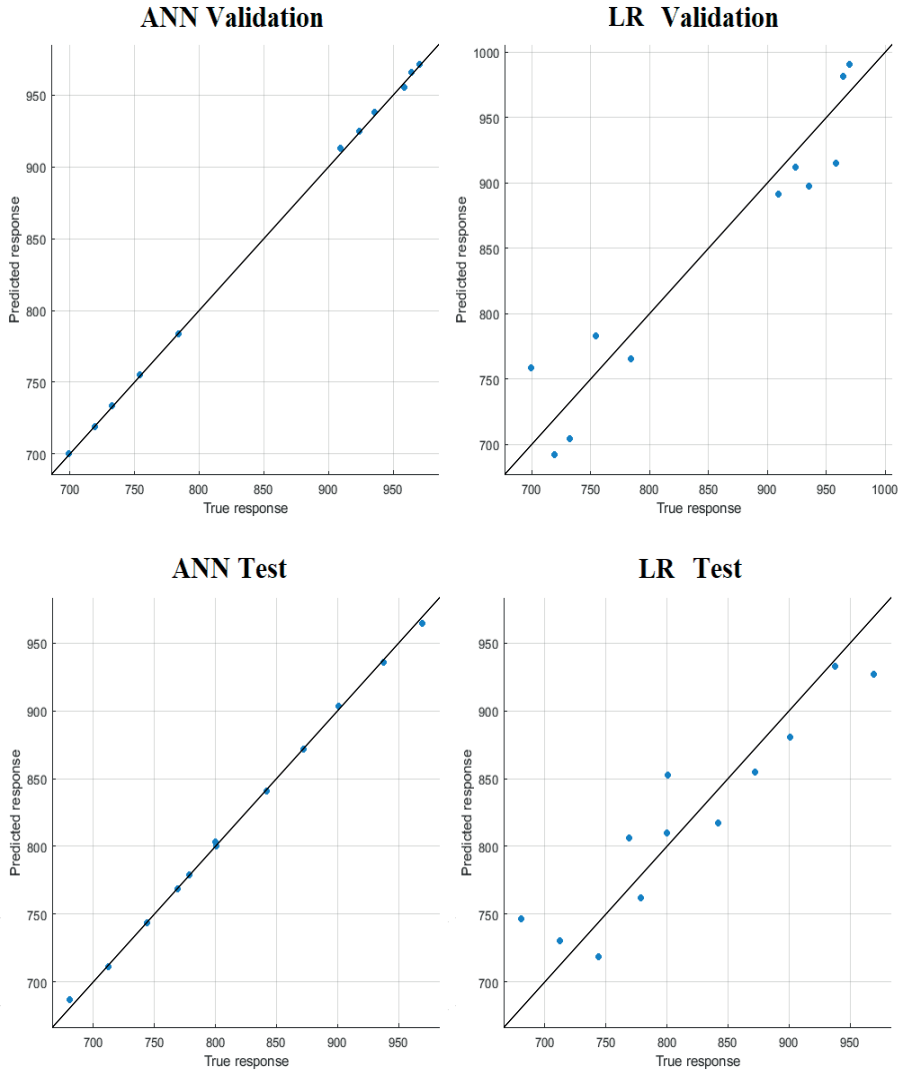 ANN Validation
LR Validation
Predicted response
950
900
850
800
750
700
700 750 800 850 900 950
True response
Predicted response
1000
950
900
850
800
750
700
700 750 800 850 900 950 1000
True response
ANN Test
LR Test
Predicted response
950
900
850
800
750
700
700 750 800 850 900 950
True response
Predicted response
950
900
850
800
750
700
700 750 800 850 900 950
True response